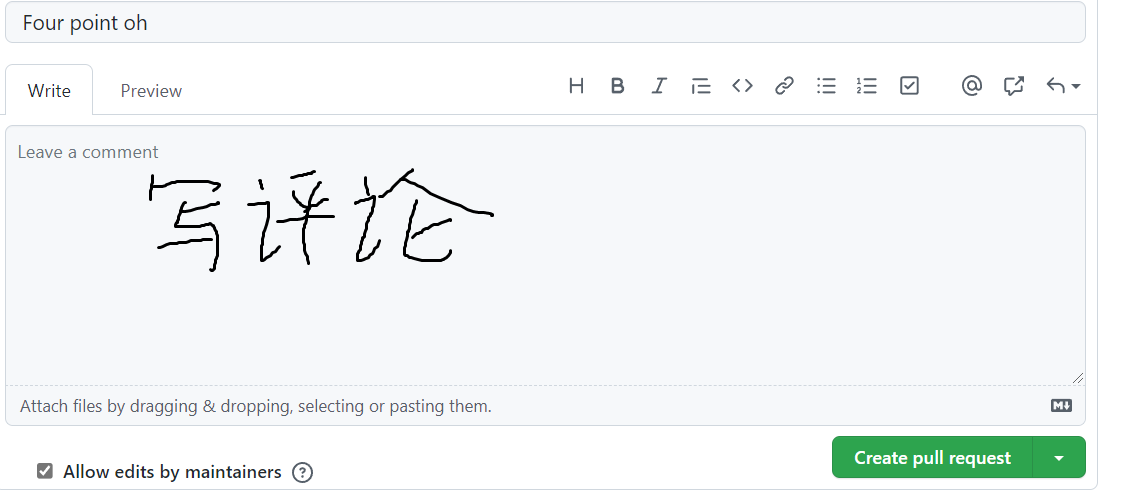 Four point oh
Write Preview
Leave a comment
写评论
Attach files by dragging & dropping, selecting or pasting them.
Allow edits by maintainers
Create pull request